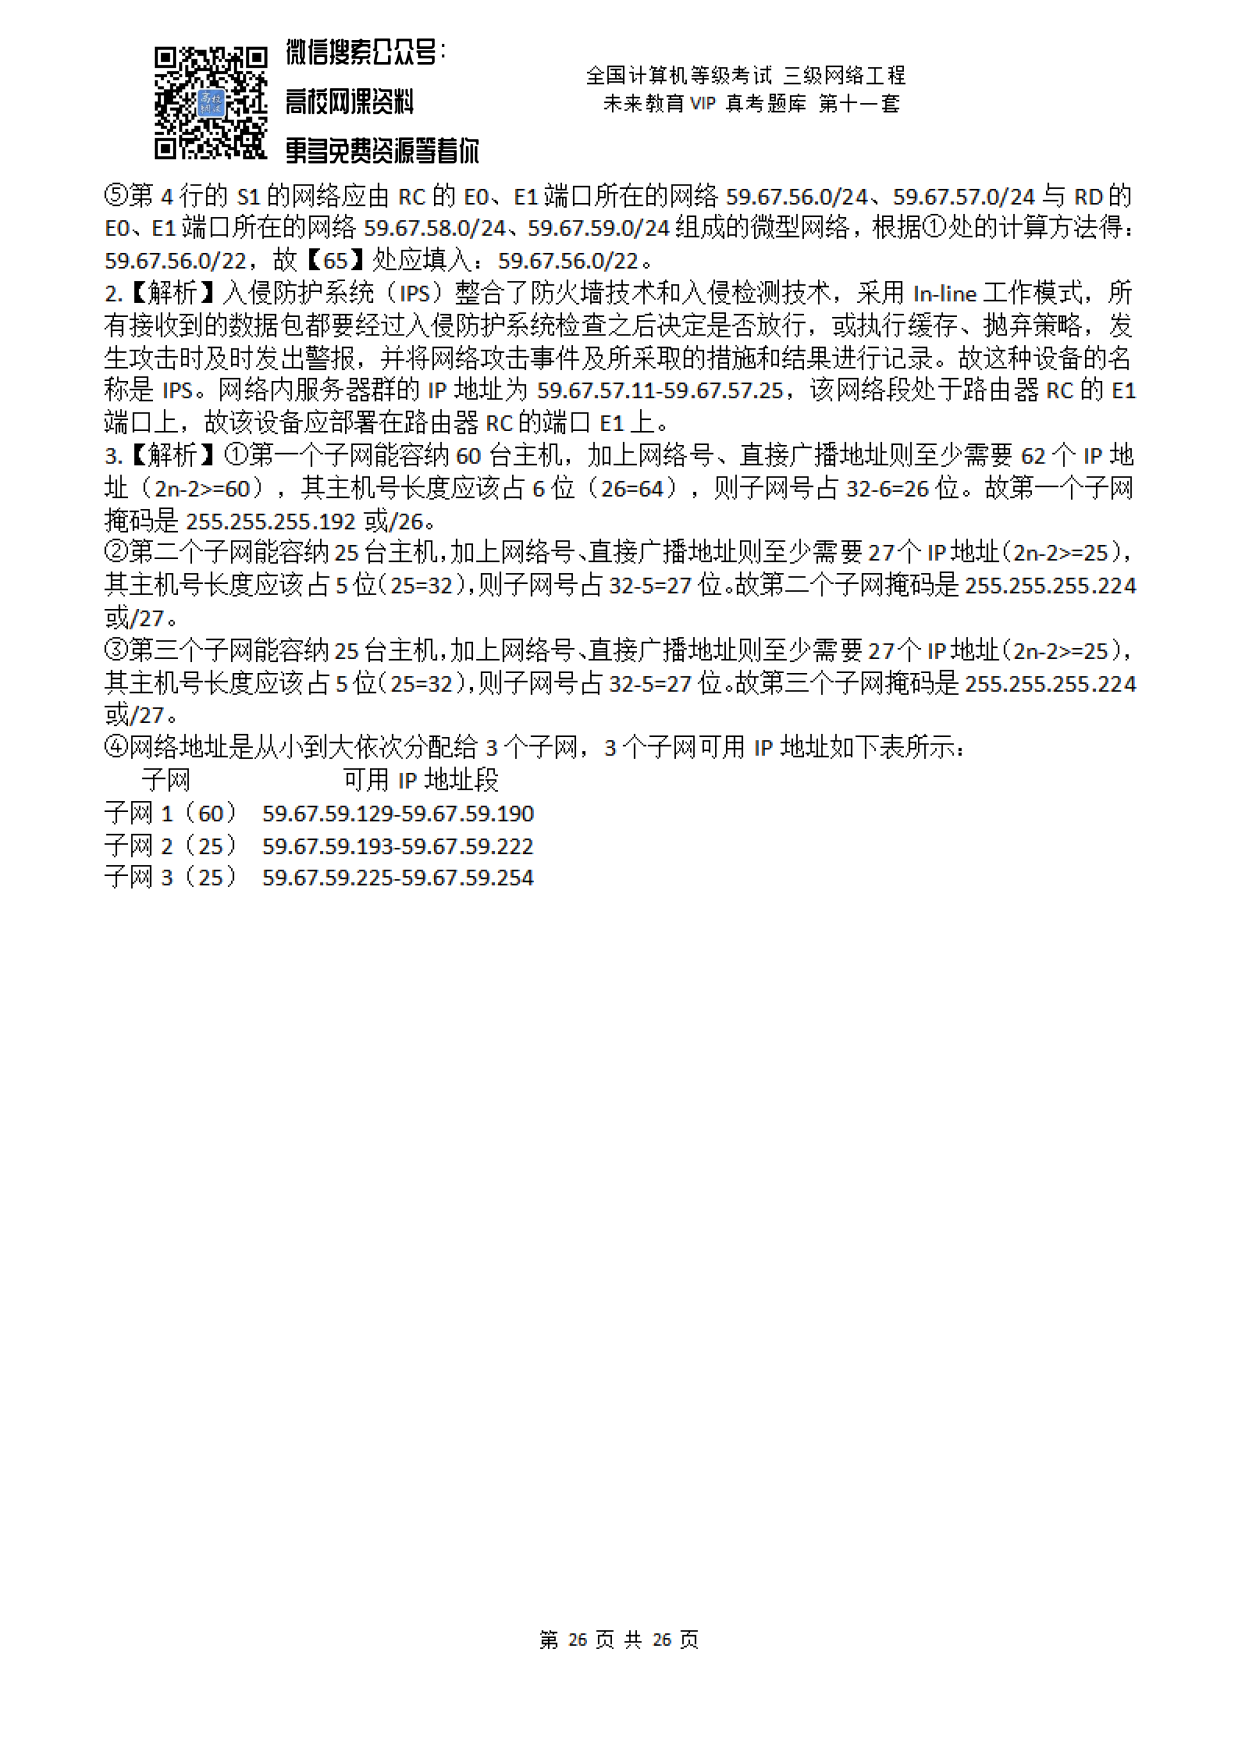 微信搜索公众号：
高校网课资料
更多免费资源等着你
全国计算机等级考试 三级网络工程
未来教育 VIP 真考题库 第十一套
⑤第 4 行的 S1 的网络应由 RC 的 E0、E1 端口所在的网络 59.67.56.0/24、59.67.57.0/24 与 RD 的
E0、E1 端口所在的网络 59.67.58.0/24、59.67.59.0/24 组成的微型网络，根据①处的计算方法得：
59.67.56.0/22，故【65】处应填入：59.67.56.0/22。
2.【解析】入侵防护系统（IPS）整合了防火墙技术和入侵检测技术，采用 In-line 工作模式，所
有接收到的数据包都要经过入侵防护系统检查之后决定是否放行，或执行缓存、抛弃策略，发
生攻击时及时发出警报，并将网络攻击事件及所采取的措施和结果进行记录。故这种设备的名
称是 IPS。网络内服务器群的 IP 地址为 59.67.57.11-59.67.57.25，该网络段处于路由器 RC 的 E1
端口上，故该设备应部署在路由器 RC 的端口 E1 上。
3.【解析】①第一个子网能容纳 60 台主机，加上网络号、直接广播地址则至少需要 62 个 IP 地
址（2n-2>=60），其主机号长度应该占 6 位（26=64），则子网号占 32-6=26 位。故第一个子网
掩码是 255.255.255.192 或/26。
②第二个子网能容纳 25 台主机，加上网络号、直接广播地址则至少需要 27 个 IP 地址（2n-2>=25），
其主机号长度应该占 5 位（25=32），则子网号占 32-5=27 位。故第二个子网掩码是 255.255.255.224
或/27。
③第三个子网能容纳 25 台主机，加上网络号、直接广播地址则至少需要 27 个 IP 地址（2n-2>=25），
其主机号长度应该占 5 位（25=32），则子网号占 32-5=27 位。故第三个子网掩码是 255.255.255.224
或/27。
④网络地址是从小到大依次分配给 3 个子网，3 个子网可用 IP 地址如下表所示：
子网 可用 IP 地址段
子网 1（60） 59.67.59.129-59.67.59.190
子网 2（25） 59.67.59.193-59.67.59.222
子网 3（25） 59.67.59.225-59.67.59.254
第 26 页 共 26 页